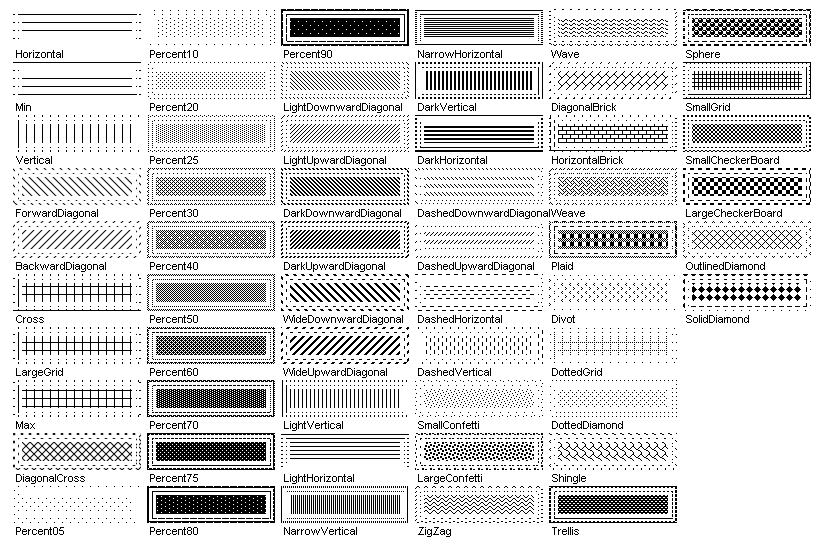 Horizontal Percent10 Percent90 NarrowHorizontal Wave Sphere
Min Percent20 LightDownwardDiagonal DarkVertical DiagonalBrick SmallGrid
Vertical Percent25 LightUpwardDiagonal DarkHorizontal HorizontalBrick SmallCheckerBoard
ForwardDiagonal Percent30 DarkDownwardDiagonal DashedDownwardDiagonal Weave LargeCheckerBoard
BackwardDiagonal Percent40 DarkUpwardDiagonal DashedUpwardDiagonal Plaid OutlinedDiamond
Cross Percent50 WideDownwardDiagonal DashedHorizontal Divot SolidDiamond
LargeGrid Percent60 WideUpwardDiagonal DashedVertical DottedGrid
Max Percent70 LightVertical SmallConfetti DottedDiamond
DiagonalCross Percent75 LightHorizontal LargeConfetti Shingle
Percent05 Percent80 NarrowVertical ZigZag Trellis